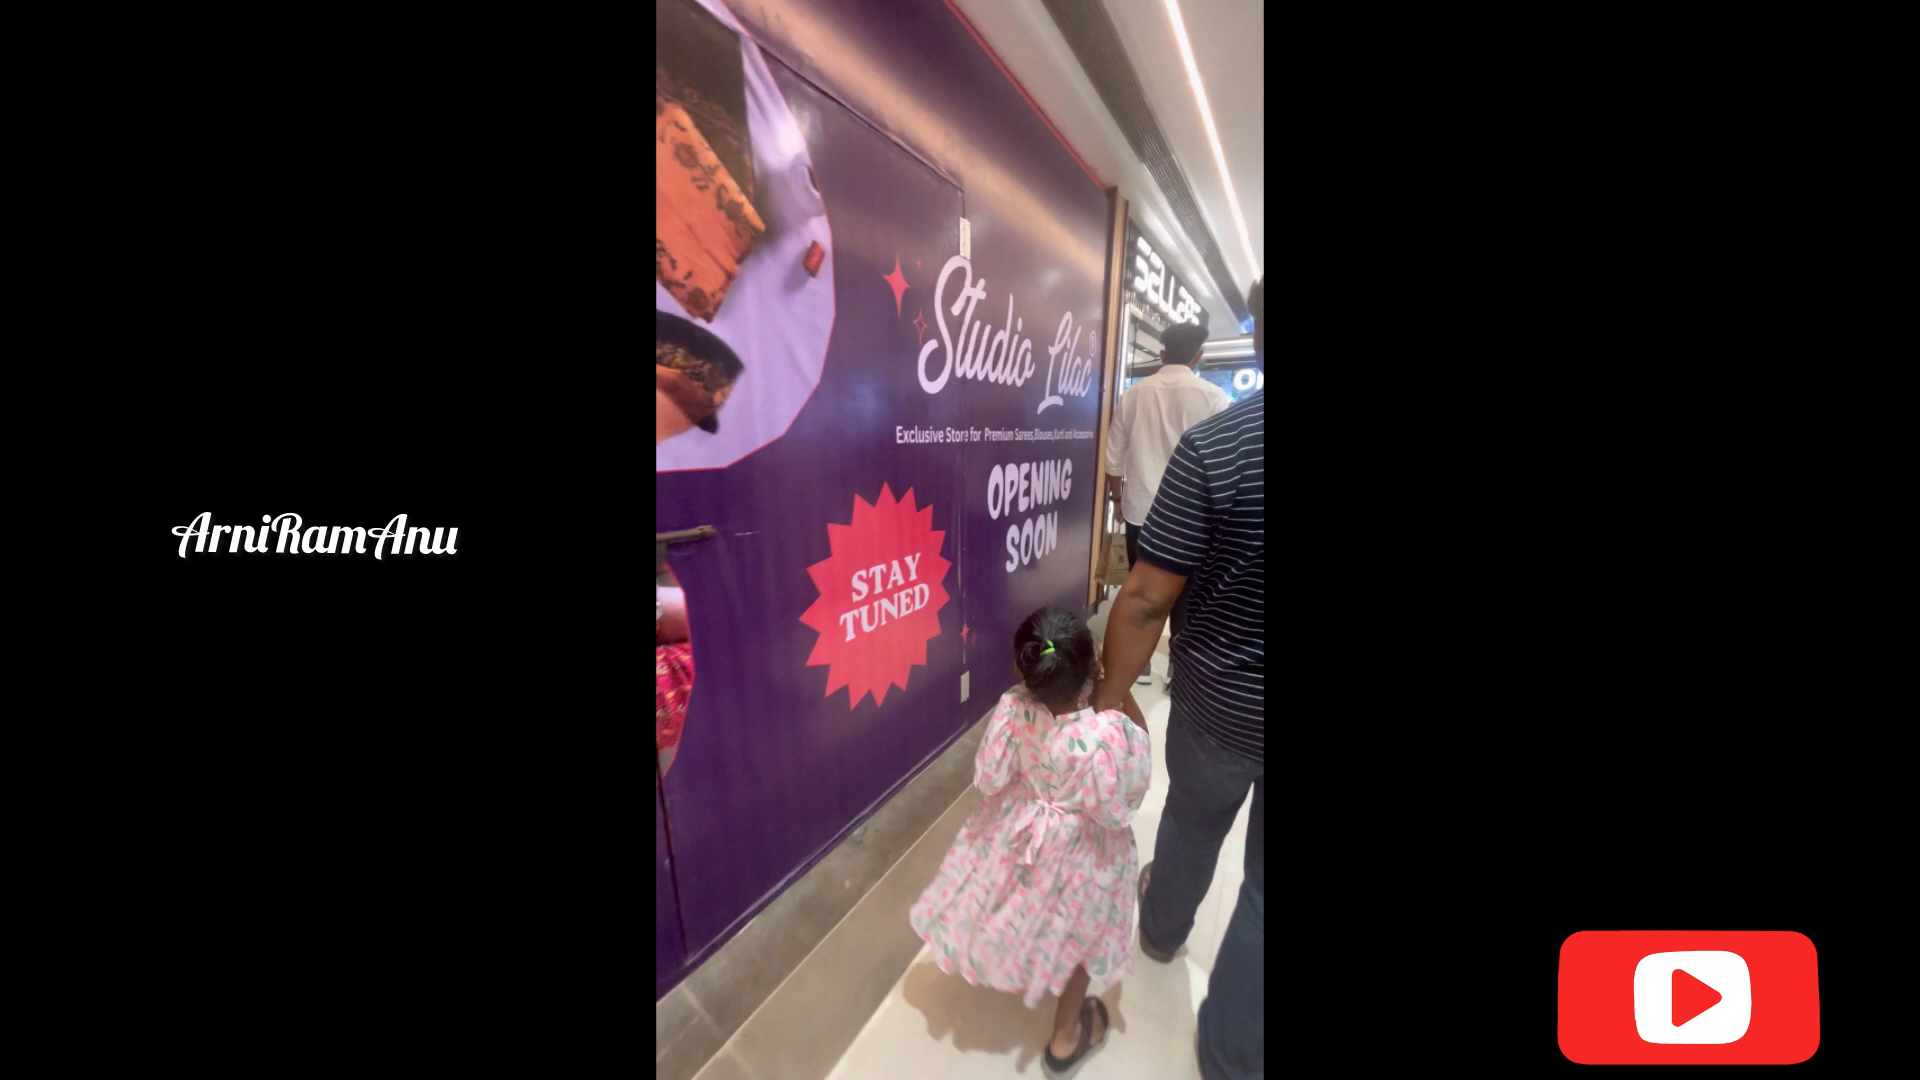 ArniRamAnu
Studio Lilac®
Exclusive Store for Premium Sarees,Blouses,Kurti and Accessories
OPENING
SOON
STAY
TUNED